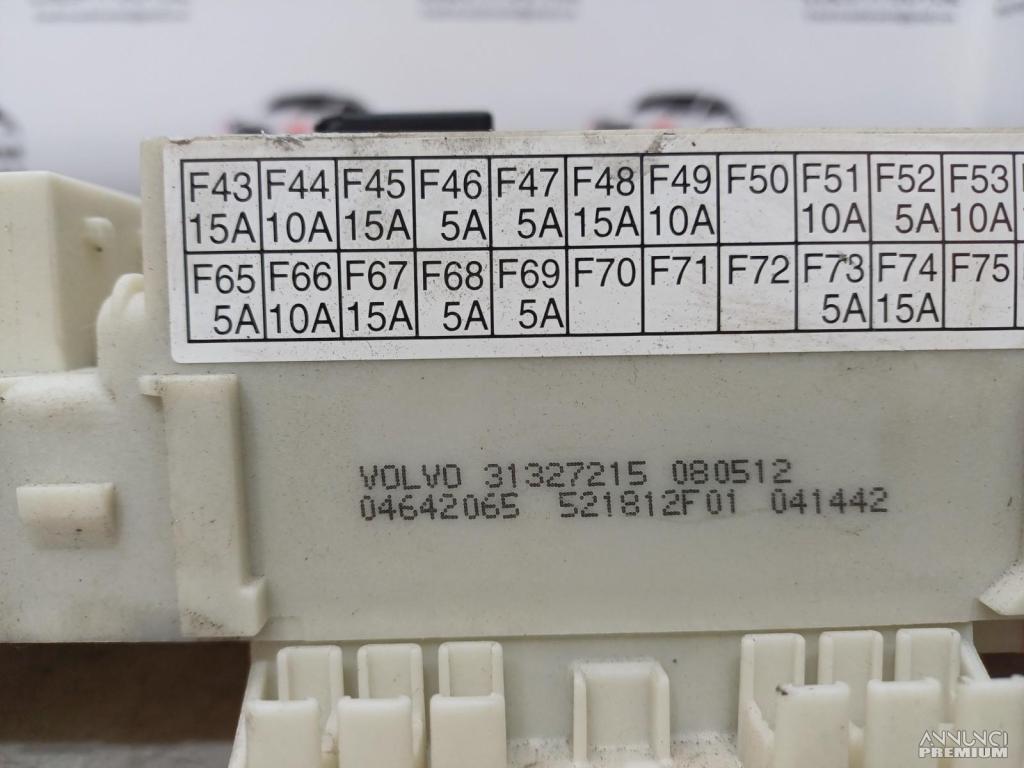 F43 F44 F45 F46 F47 F48 F49 F50 F51 F52 F53
15A 10A 15A 5A 5A 15A 10A 10A 5A 10A
F65 F66 F67 F68 F69 F70 F71 F72 F73 F74 F75
5A 10A 15A 5A 5A 5A 15A
VOLVO 31327215 080512
04642065 521812F01 041442
ANNUNCI
PREMIUM